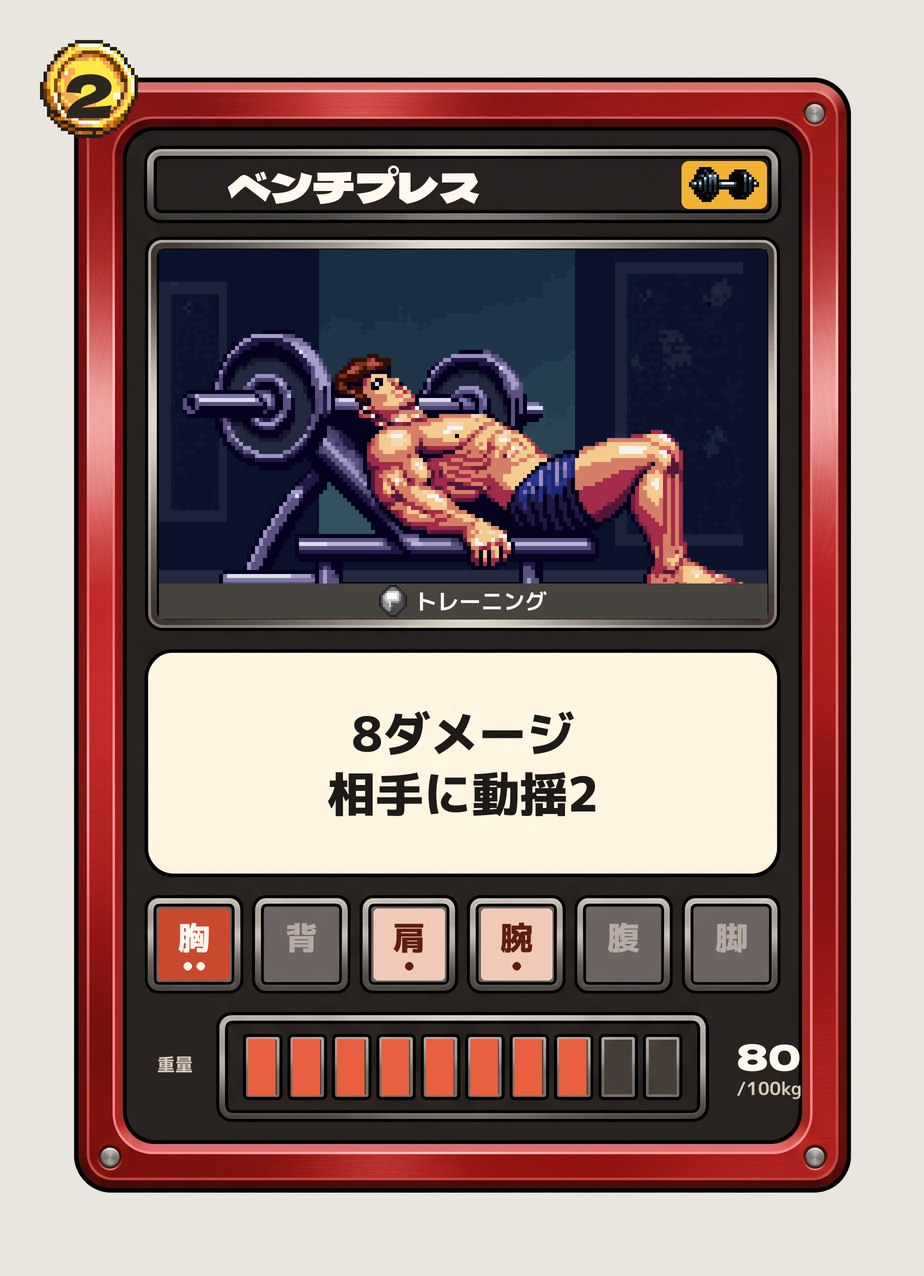 2
ベンチプレス
トレーニング
8ダメージ
相手に動揺2
胸 背 肩 腕 腹 脚
重量
80
/100kg